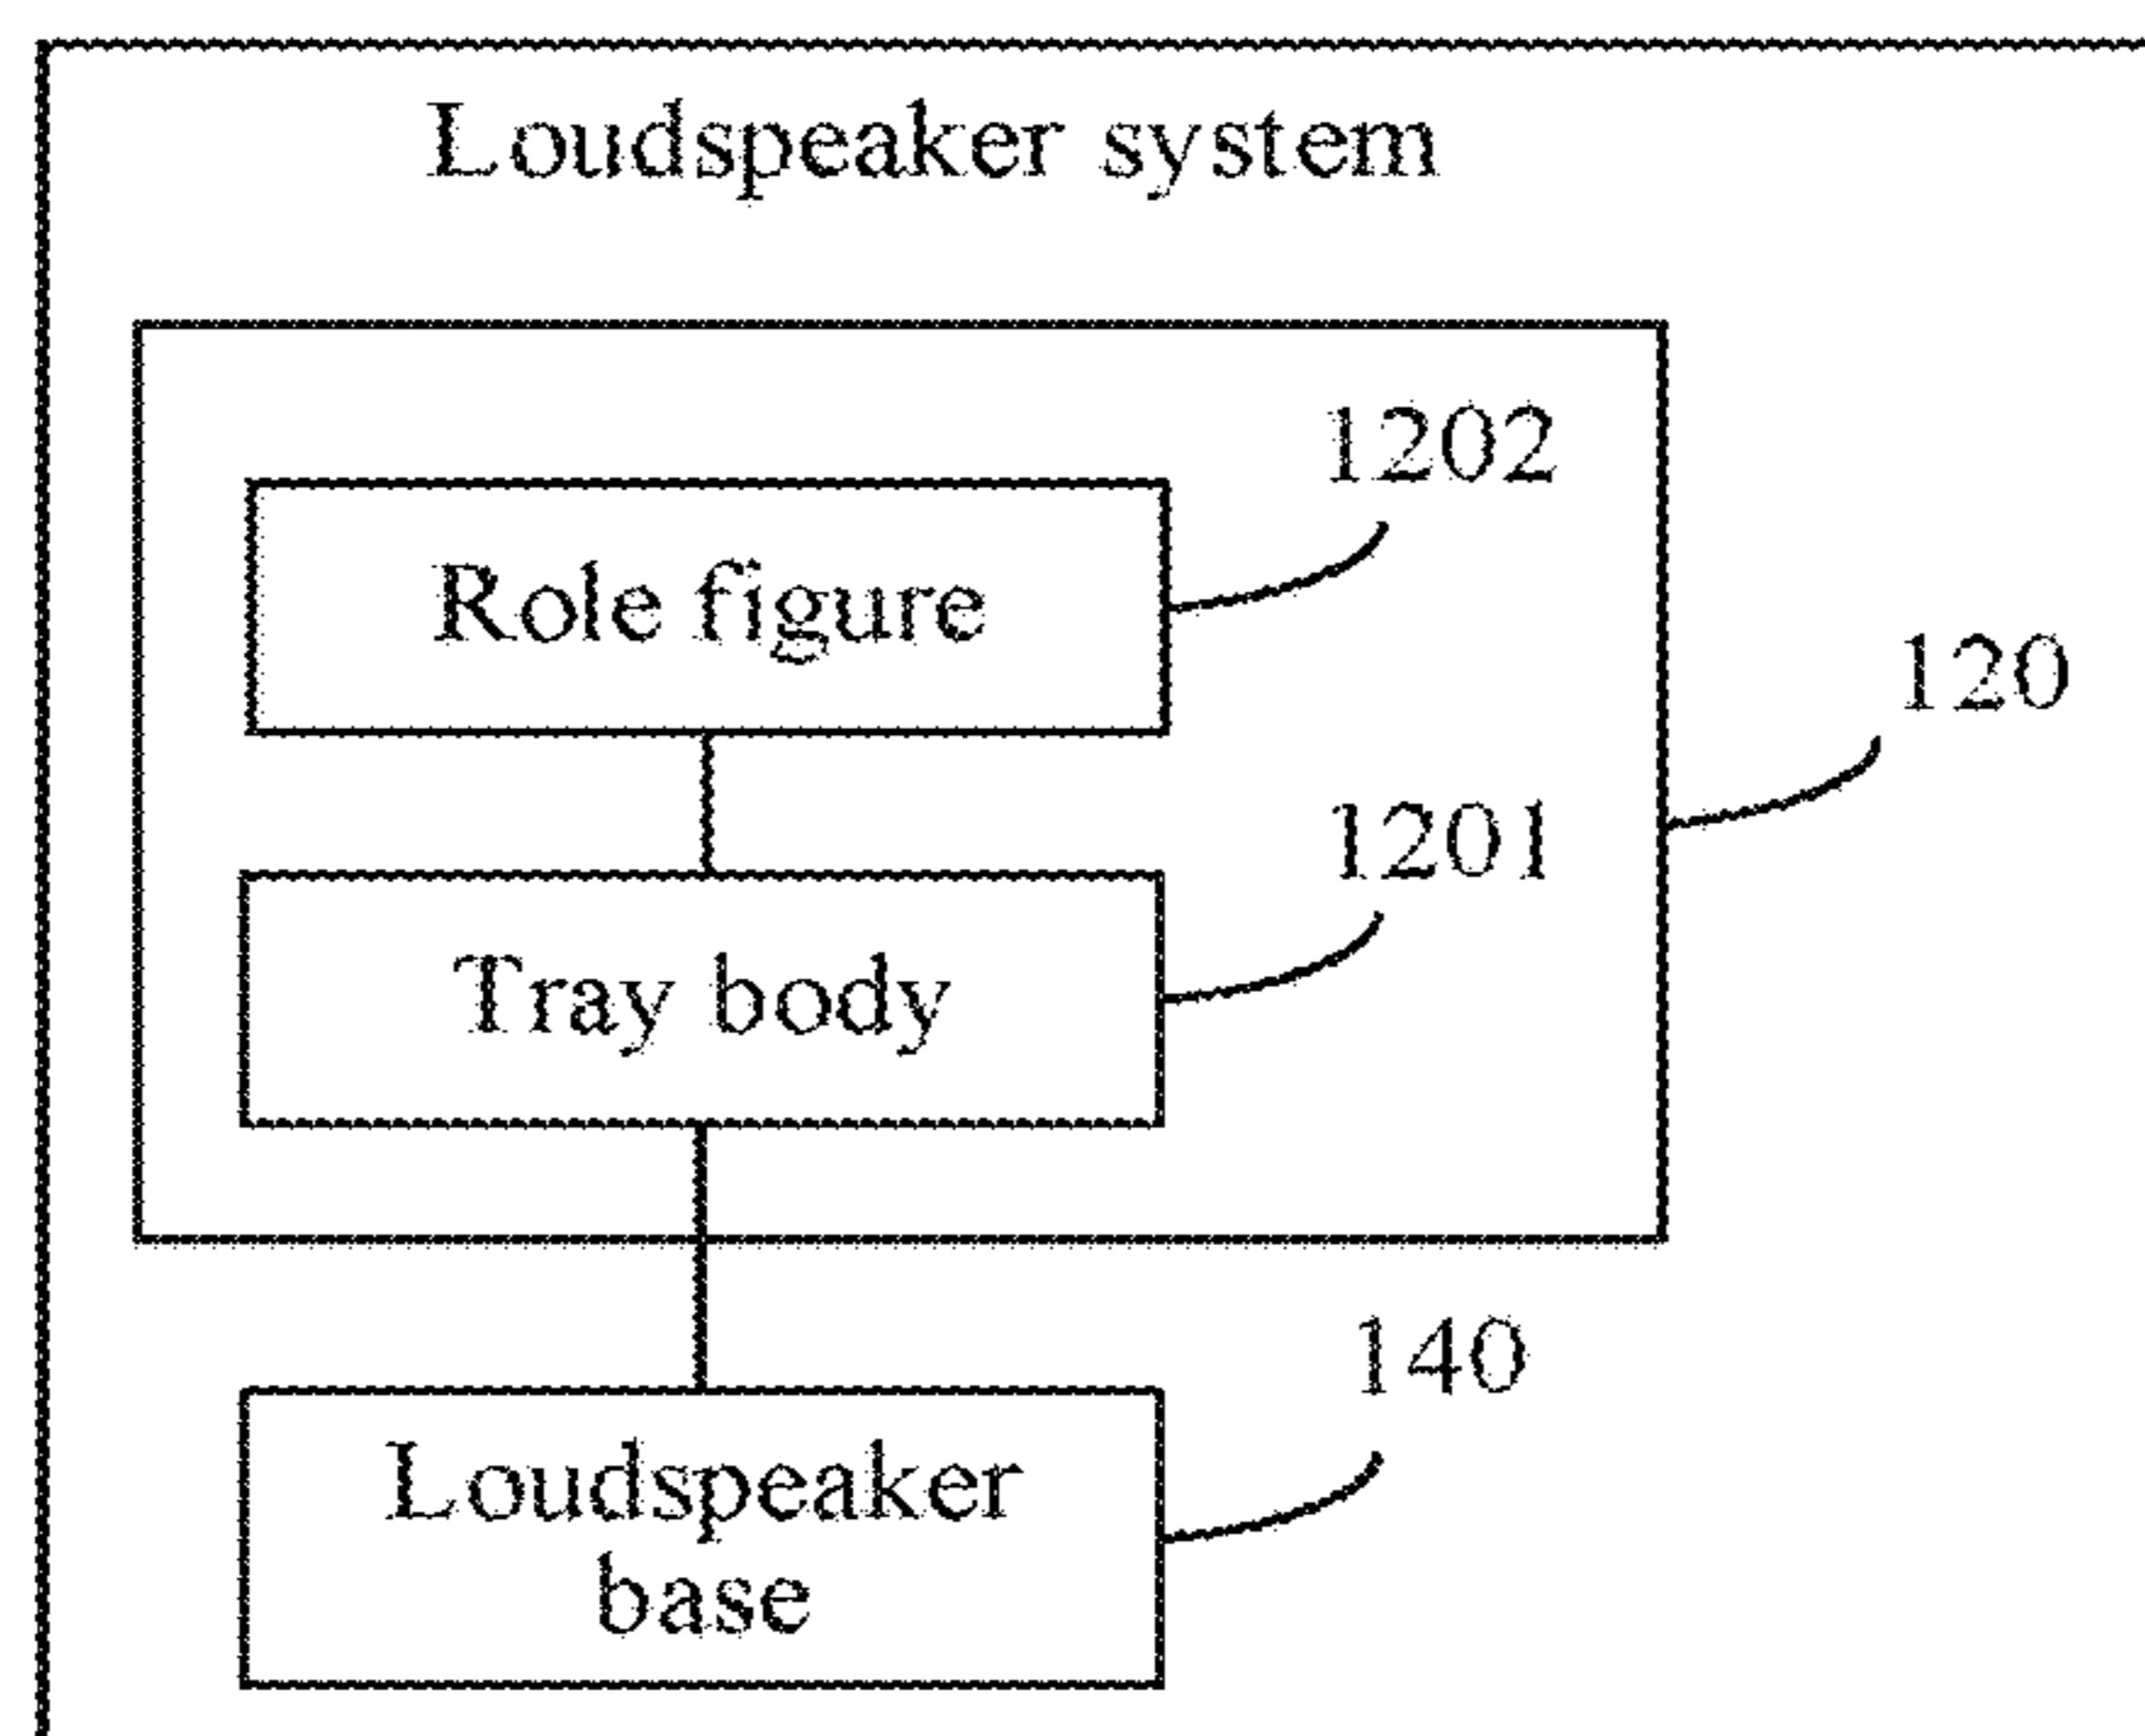 Loudspeaker system
1202
Role figure
120
1201
Tray body
140
Loudspeaker
base